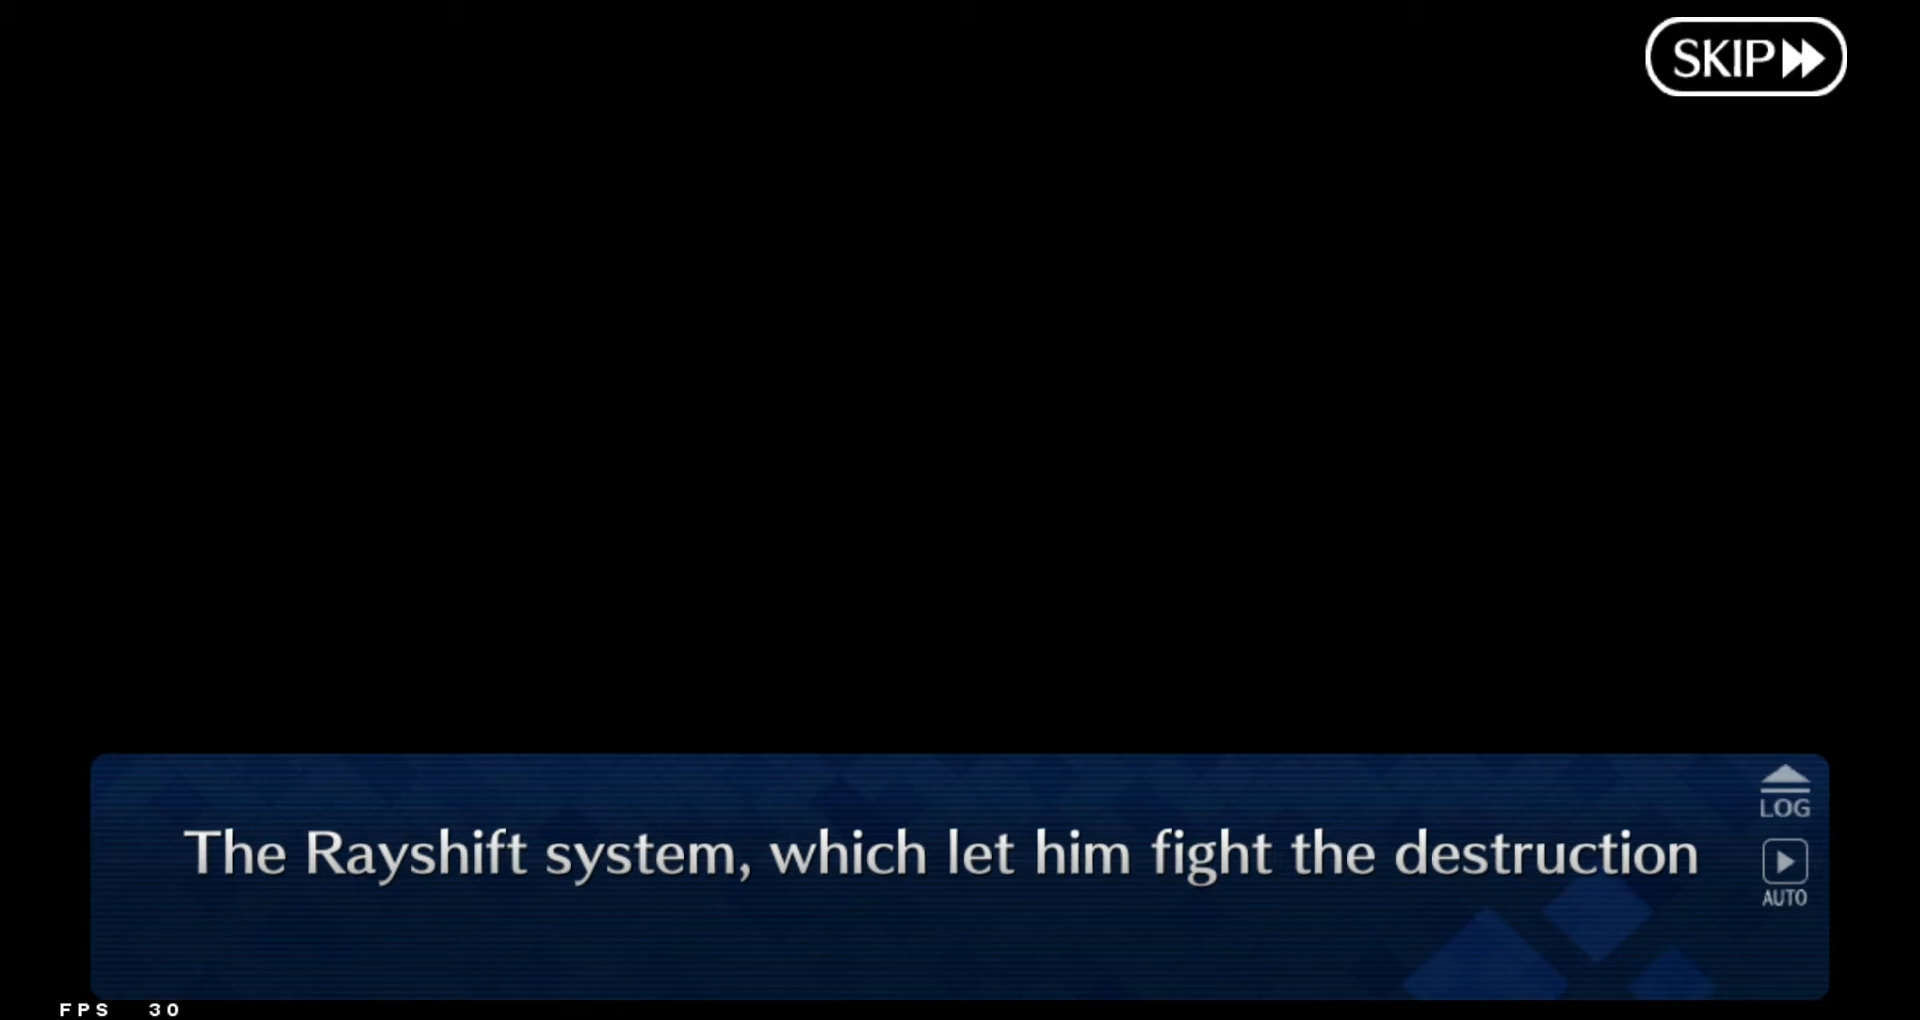 SKIP
The Rayshift system, which let him fight the destruction
LOG
AUTO
FPS 30